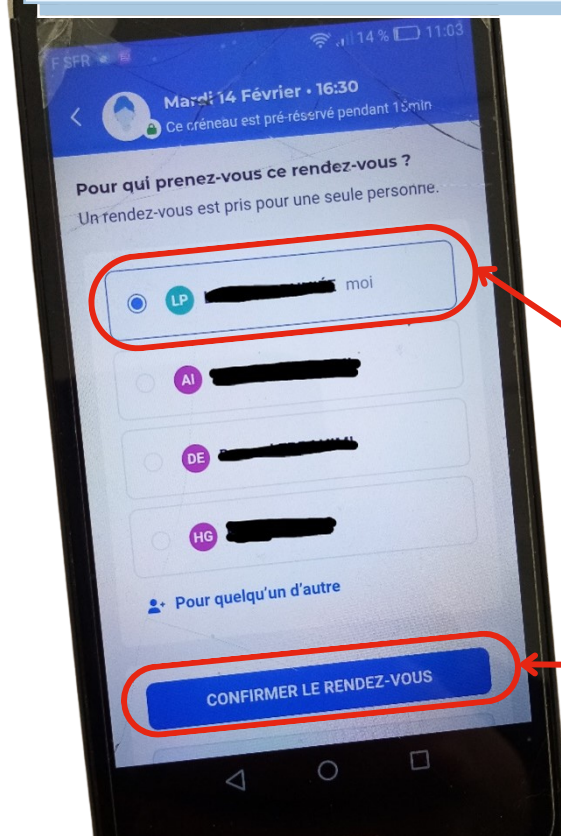 F SFR
14 % 11:03
Mardi 14 Février • 16:30
Ce créneau est pré-réservé pendant 15min
Pour qui prenez-vous ce rendez-vous ?
Un rendez-vous est pris pour une seule personne.
LP moi
AI
DE
HG
Pour quelqu'un d'autre
CONFIRMER LE RENDEZ-VOUS